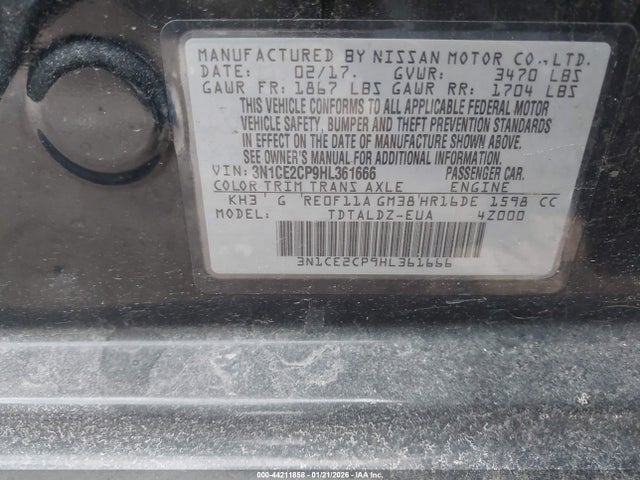 MANUFACTURED BY NISSAN MOTOR CO.,LTD.
DATE: 02/17. GVWR: 3470 LBS
GAWR FR: 1867 LBS GAWR RR: 1704 LBS
THIS VEHICLE CONFORMS TO ALL APPLICABLE FEDERAL MOTOR
VEHICLE SAFETY, BUMPER AND THEFT PREVENTION STANDARDS
IN EFFECT ON THE DATE OF MANUFACTURE SHOWN ABOVE.
SEE OWNER'S MANUAL FOR ADDITIONAL INFORMATION.
VIN: 3N1CE2CP9HL361666 PASSENGER CAR.
COLOR TRIM TRANS AXLE ENGINE
KH3 G RE0F11A GM38 HR16DE 1598 CC
MODEL: TDTALDZ-EUA 4Z000
3N1CE2CP9HL361666
000-44211858 - 01/21/2026 - COPART/IAAI